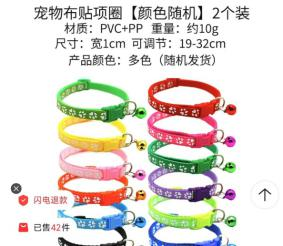 宠物布贴项圈【颜色随机】2个装
材质：PVC+PP 重量：约10g
尺寸：宽1cm 可调节：19-32cm
产品颜色：多色（随机发货）
闪电退款
已售42件